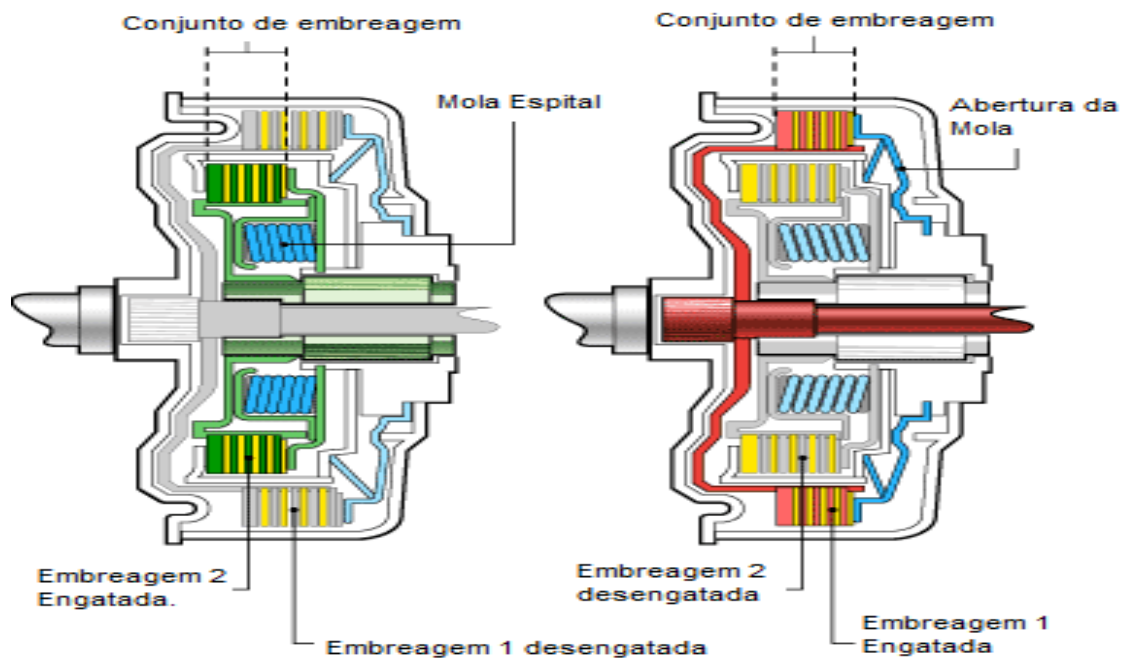 Conjunto de embreagem
Conjunto de embreagem
Mola Espital
Abertura da
Mola
Embreagem 2
Engatada.
Embreagem 1 desengatada
Embreagem 2
desengatada
Embreagem 1
Engatada